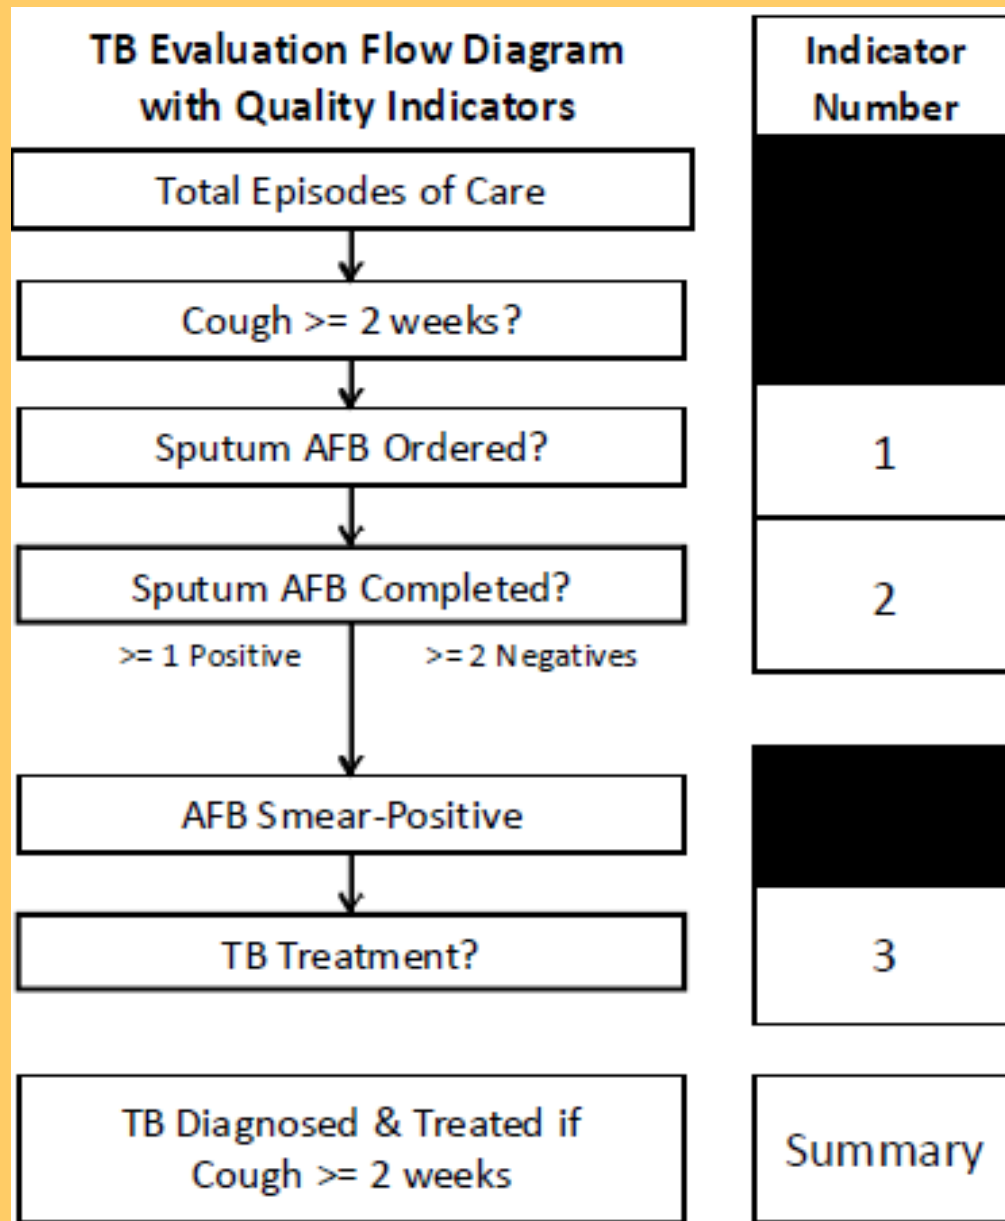 TB Evaluation Flow Diagram
with Quality Indicators
Indicator
Number
Total Episodes of Care
Cough >= 2 weeks?
Sputum AFB Ordered?
1
Sputum AFB Completed?
2
>= 1 Positive
>= 2 Negatives
AFB Smear-Positive
TB Treatment?
3
TB Diagnosed & Treated if
Cough >= 2 weeks
Summary